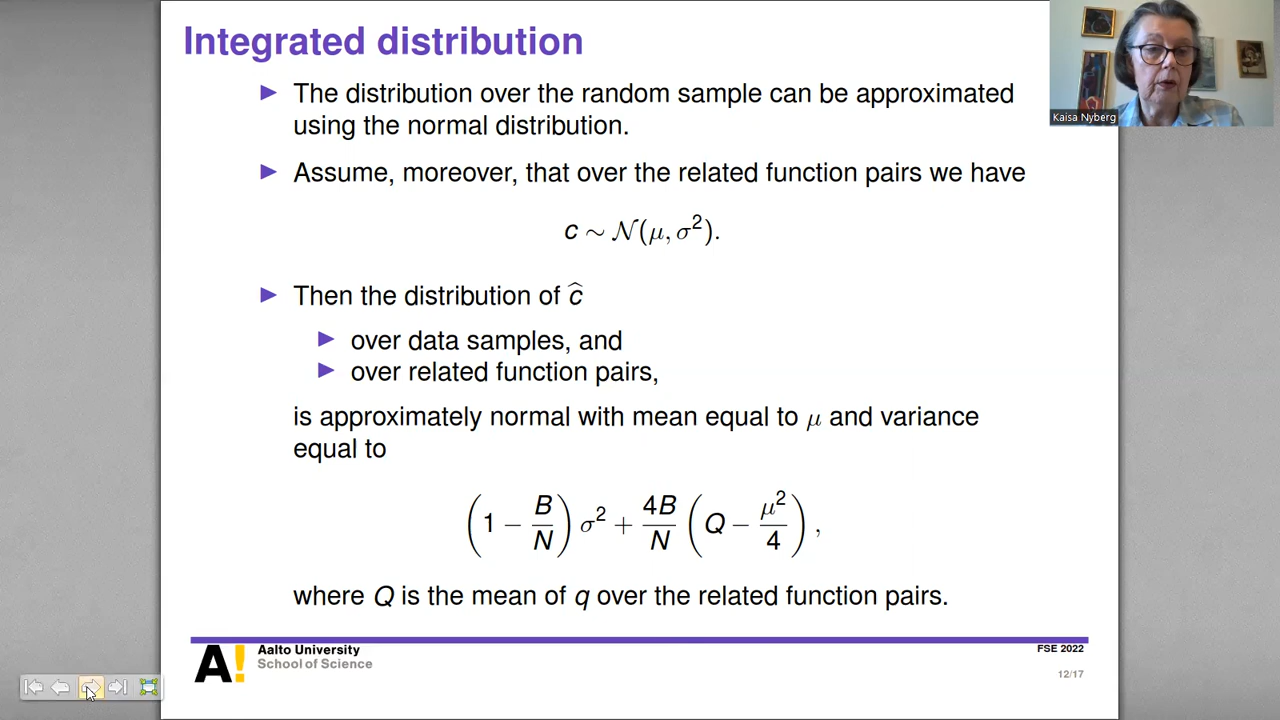 Integrated distribution
▶ The distribution over the random sample can be approximated
using the normal distribution.
▶ Assume, moreover, that over the related function pairs we have
c ∼ 𝒩(μ, σ²).
▶ Then the distribution of ĉ
▶ over data samples, and
▶ over related function pairs,
is approximately normal with mean equal to μ and variance
equal to
(1 − B/N) σ² + 4B/N (Q − μ²/4),
where Q is the mean of q over the related function pairs.
Kaisa Nyberg
A!
Aalto University
School of Science
FSE 2022
12/17